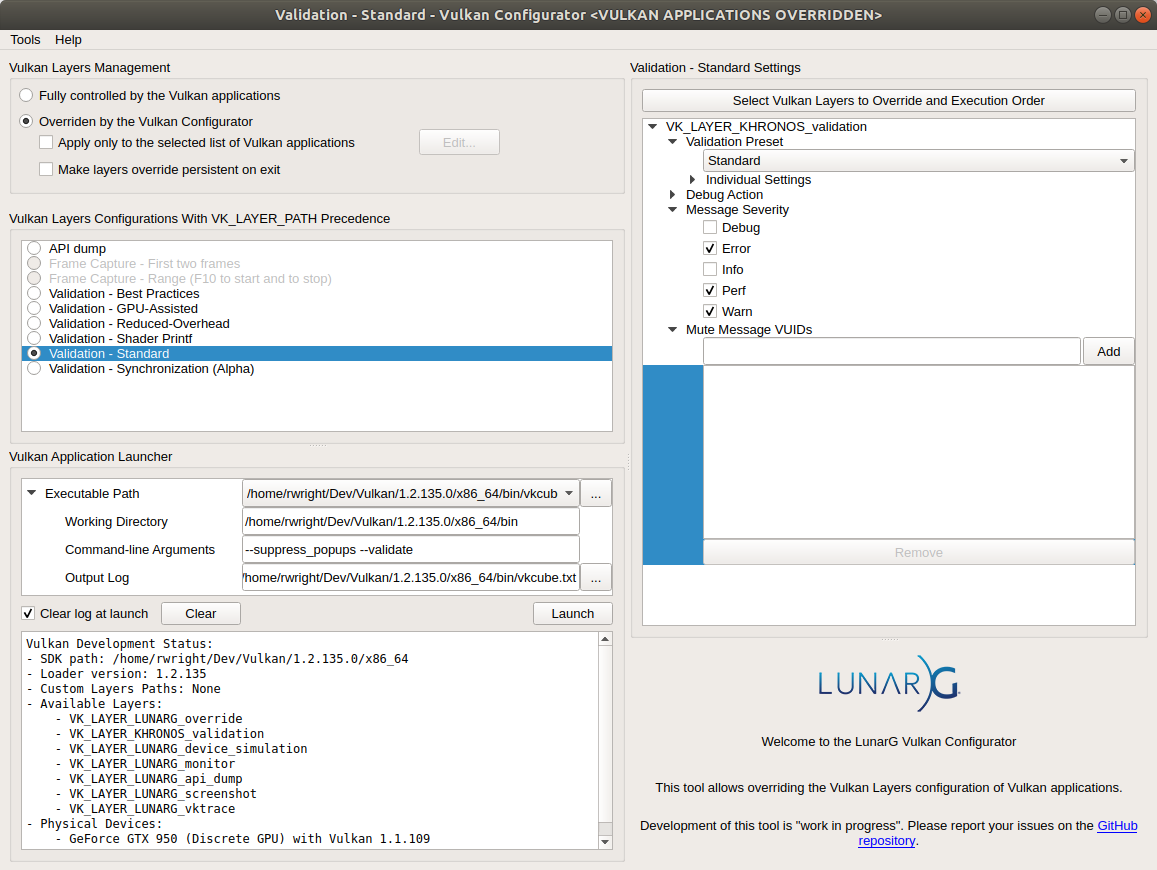 Validation - Standard - Vulkan Configurator <VULKAN APPLICATIONS OVERRIDDEN>
Tools Help
Vulkan Layers Management
Fully controlled by the Vulkan applications
Overriden by the Vulkan Configurator
Apply only to the selected list of Vulkan applications
Edit...
Make layers override persistent on exit
Vulkan Layers Configurations With VK_LAYER_PATH Precedence
API dump
Frame Capture - First two frames
Frame Capture - Range (F10 to start and to stop)
Validation - Best Practices
Validation - GPU-Assisted
Validation - Reduced-Overhead
Validation - Shader Printf
Validation - Standard
Validation - Synchronization (Alpha)
Vulkan Application Launcher
Executable Path /home/rwright/Dev/Vulkan/1.2.135.0/x86_64/bin/vkcub ...
Working Directory /home/rwright/Dev/Vulkan/1.2.135.0/x86_64/bin
Command-line Arguments --suppress_popups --validate
Output Log /home/rwright/Dev/Vulkan/1.2.135.0/x86_64/bin/vkcube.txt ...
Clear log at launch Clear Launch
Vulkan Development Status:
- SDK path: /home/rwright/Dev/Vulkan/1.2.135.0/x86_64
- Loader version: 1.2.135
- Custom Layers Paths: None
- Available Layers:
- VK_LAYER_LUNARG_override
- VK_LAYER_KHRONOS_validation
- VK_LAYER_LUNARG_device_simulation
- VK_LAYER_LUNARG_monitor
- VK_LAYER_LUNARG_api_dump
- VK_LAYER_LUNARG_screenshot
- VK_LAYER_LUNARG_vktrace
- Physical Devices:
- GeForce GTX 950 (Discrete GPU) with Vulkan 1.1.109
Validation - Standard Settings
Select Vulkan Layers to Override and Execution Order
VK_LAYER_KHRONOS_validation
Validation Preset
Standard
Individual Settings
Debug Action
Message Severity
Debug
Error
Info
Perf
Warn
Mute Message VUIDs
Add
Remove
LUNARG
Welcome to the LunarG Vulkan Configurator
This tool allows overriding the Vulkan Layers configuration of Vulkan applications.
Development of this tool is "work in progress". Please report your issues on the GitHub
repository.